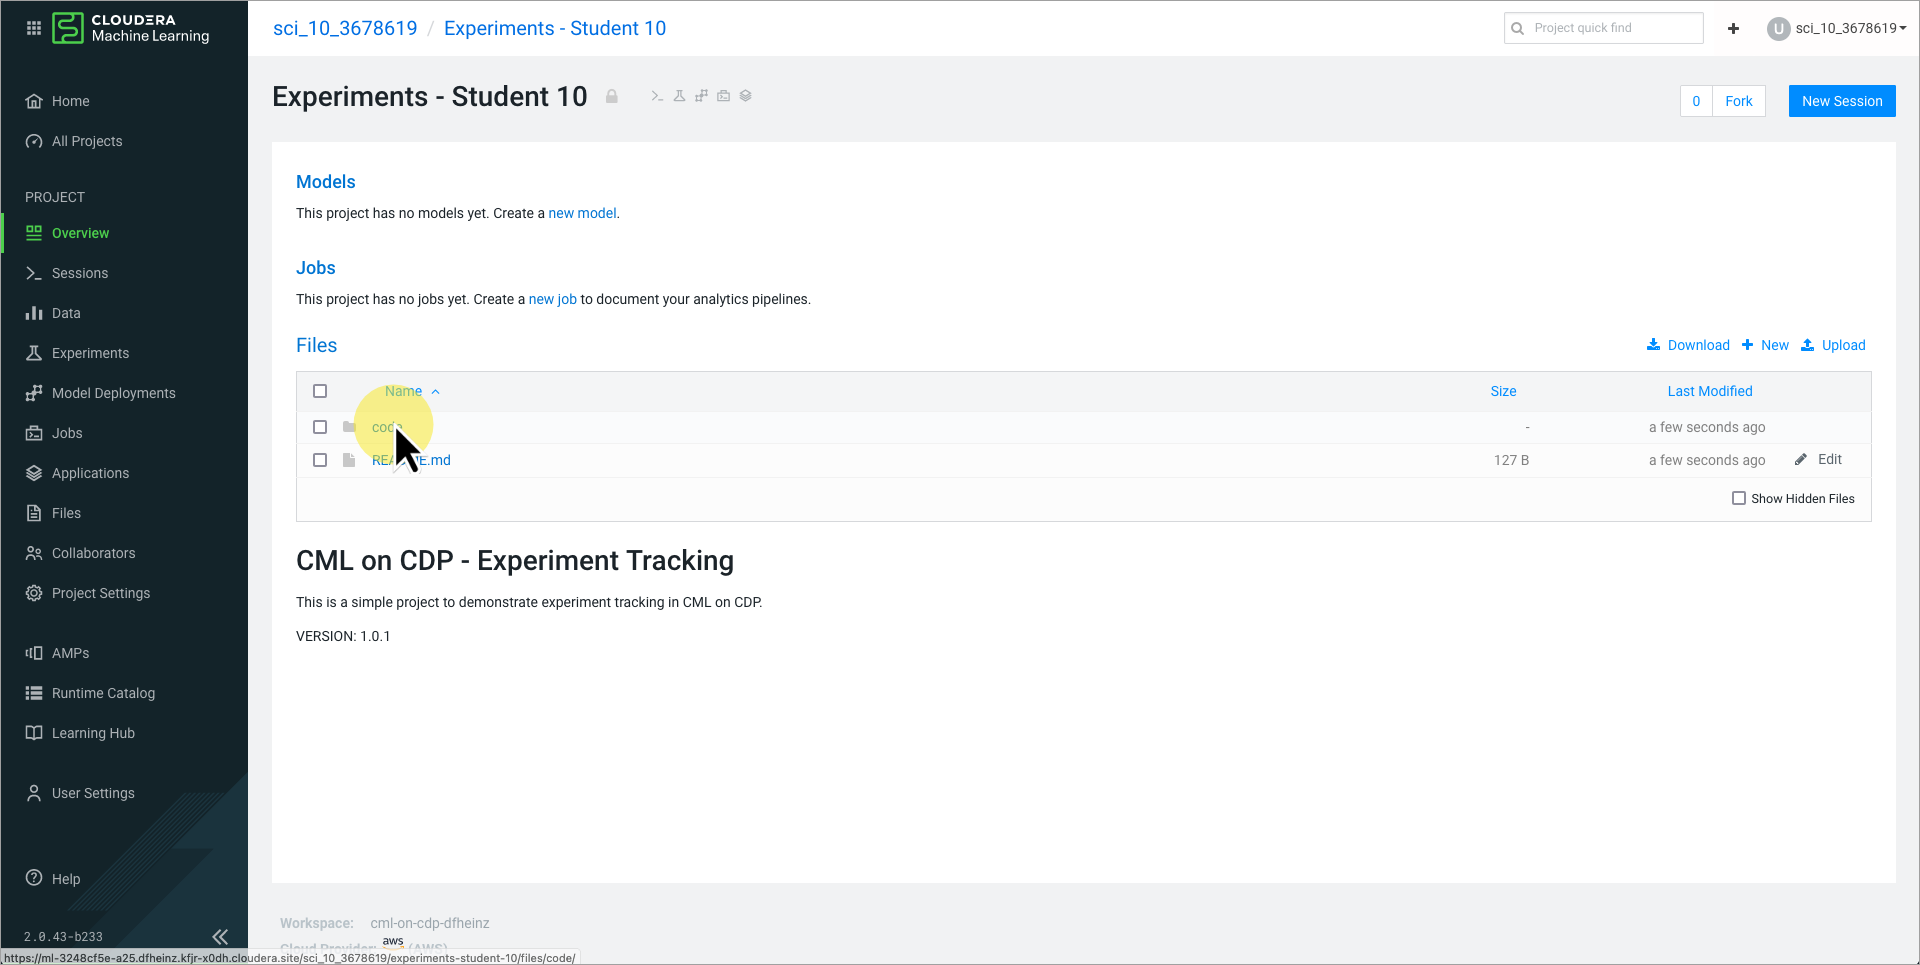 CLOUDERA
Machine Learning
sci_10_3678619 / Experiments - Student 10
Project quick find
U sci_10_3678619
Home
All Projects
PROJECT
Overview
Sessions
Data
Experiments
Model Deployments
Jobs
Applications
Files
Collaborators
Project Settings
AMPs
Runtime Catalog
Learning Hub
User Settings
Help
2.0.43-b233
Experiments - Student 10
0 Fork New Session
Models
This project has no models yet. Create a new model.
Jobs
This project has no jobs yet. Create a new job to document your analytics pipelines.
Files
Download New Upload
Name Size Last Modified
code - a few seconds ago
README.md 127 B a few seconds ago Edit
Show Hidden Files
CML on CDP - Experiment Tracking
This is a simple project to demonstrate experiment tracking in CML on CDP.
VERSION: 1.0.1
Workspace: cml-on-cdp-dfheinz
Cloud Provider: aws (AWS)
https://ml-3248cf5e-a25.dfheinz.kfjr-x0dh.cloudera.site/sci_10_3678619/experiments-student-10/files/code/